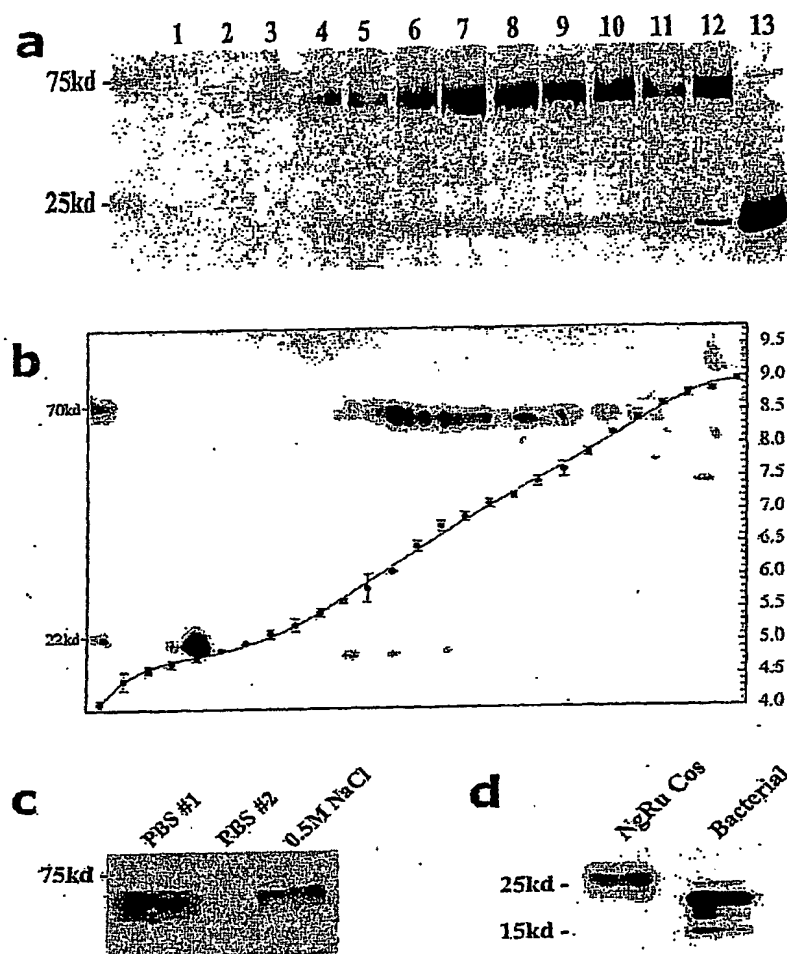 a
1 2 3 4 5 6 7 8 9 10 11 12 13
75kd
25kd
b
9.5
9.0
70kd
8.5
8.0
7.5
7.0
6.5
6.0
5.5
22kd
5.0
4.5
4.0
c
PBS #1 PBS #2 0.5M NaCl
75kd
d
NgRu Cos Bacterial
25kd -
15kd -